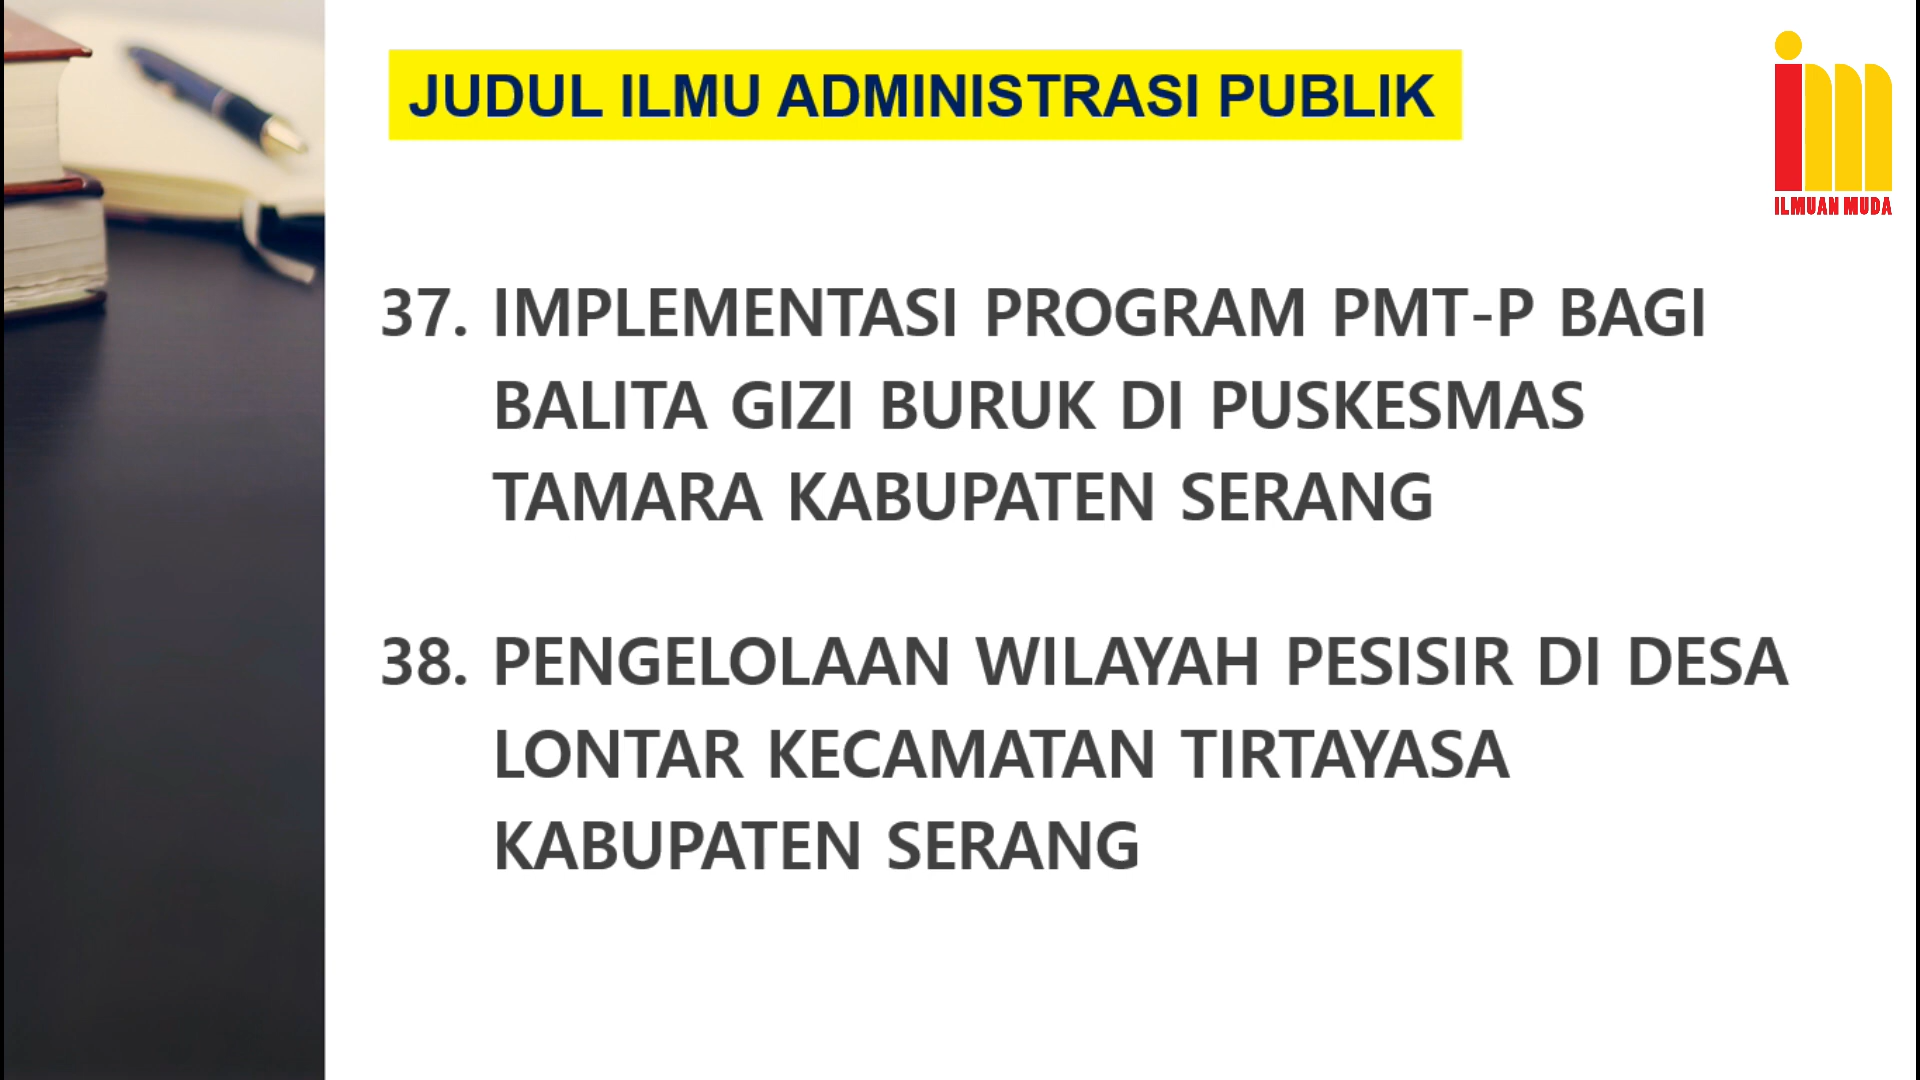 JUDUL ILMU ADMINISTRASI PUBLIK
im
ILMUAN MUDA
37. IMPLEMENTASI PROGRAM PMT-P BAGI
BALITA GIZI BURUK DI PUSKESMAS
TAMARA KABUPATEN SERANG
38. PENGELOLAAN WILAYAH PESISIR DI DESA
LONTAR KECAMATAN TIRTAYASA
KABUPATEN SERANG